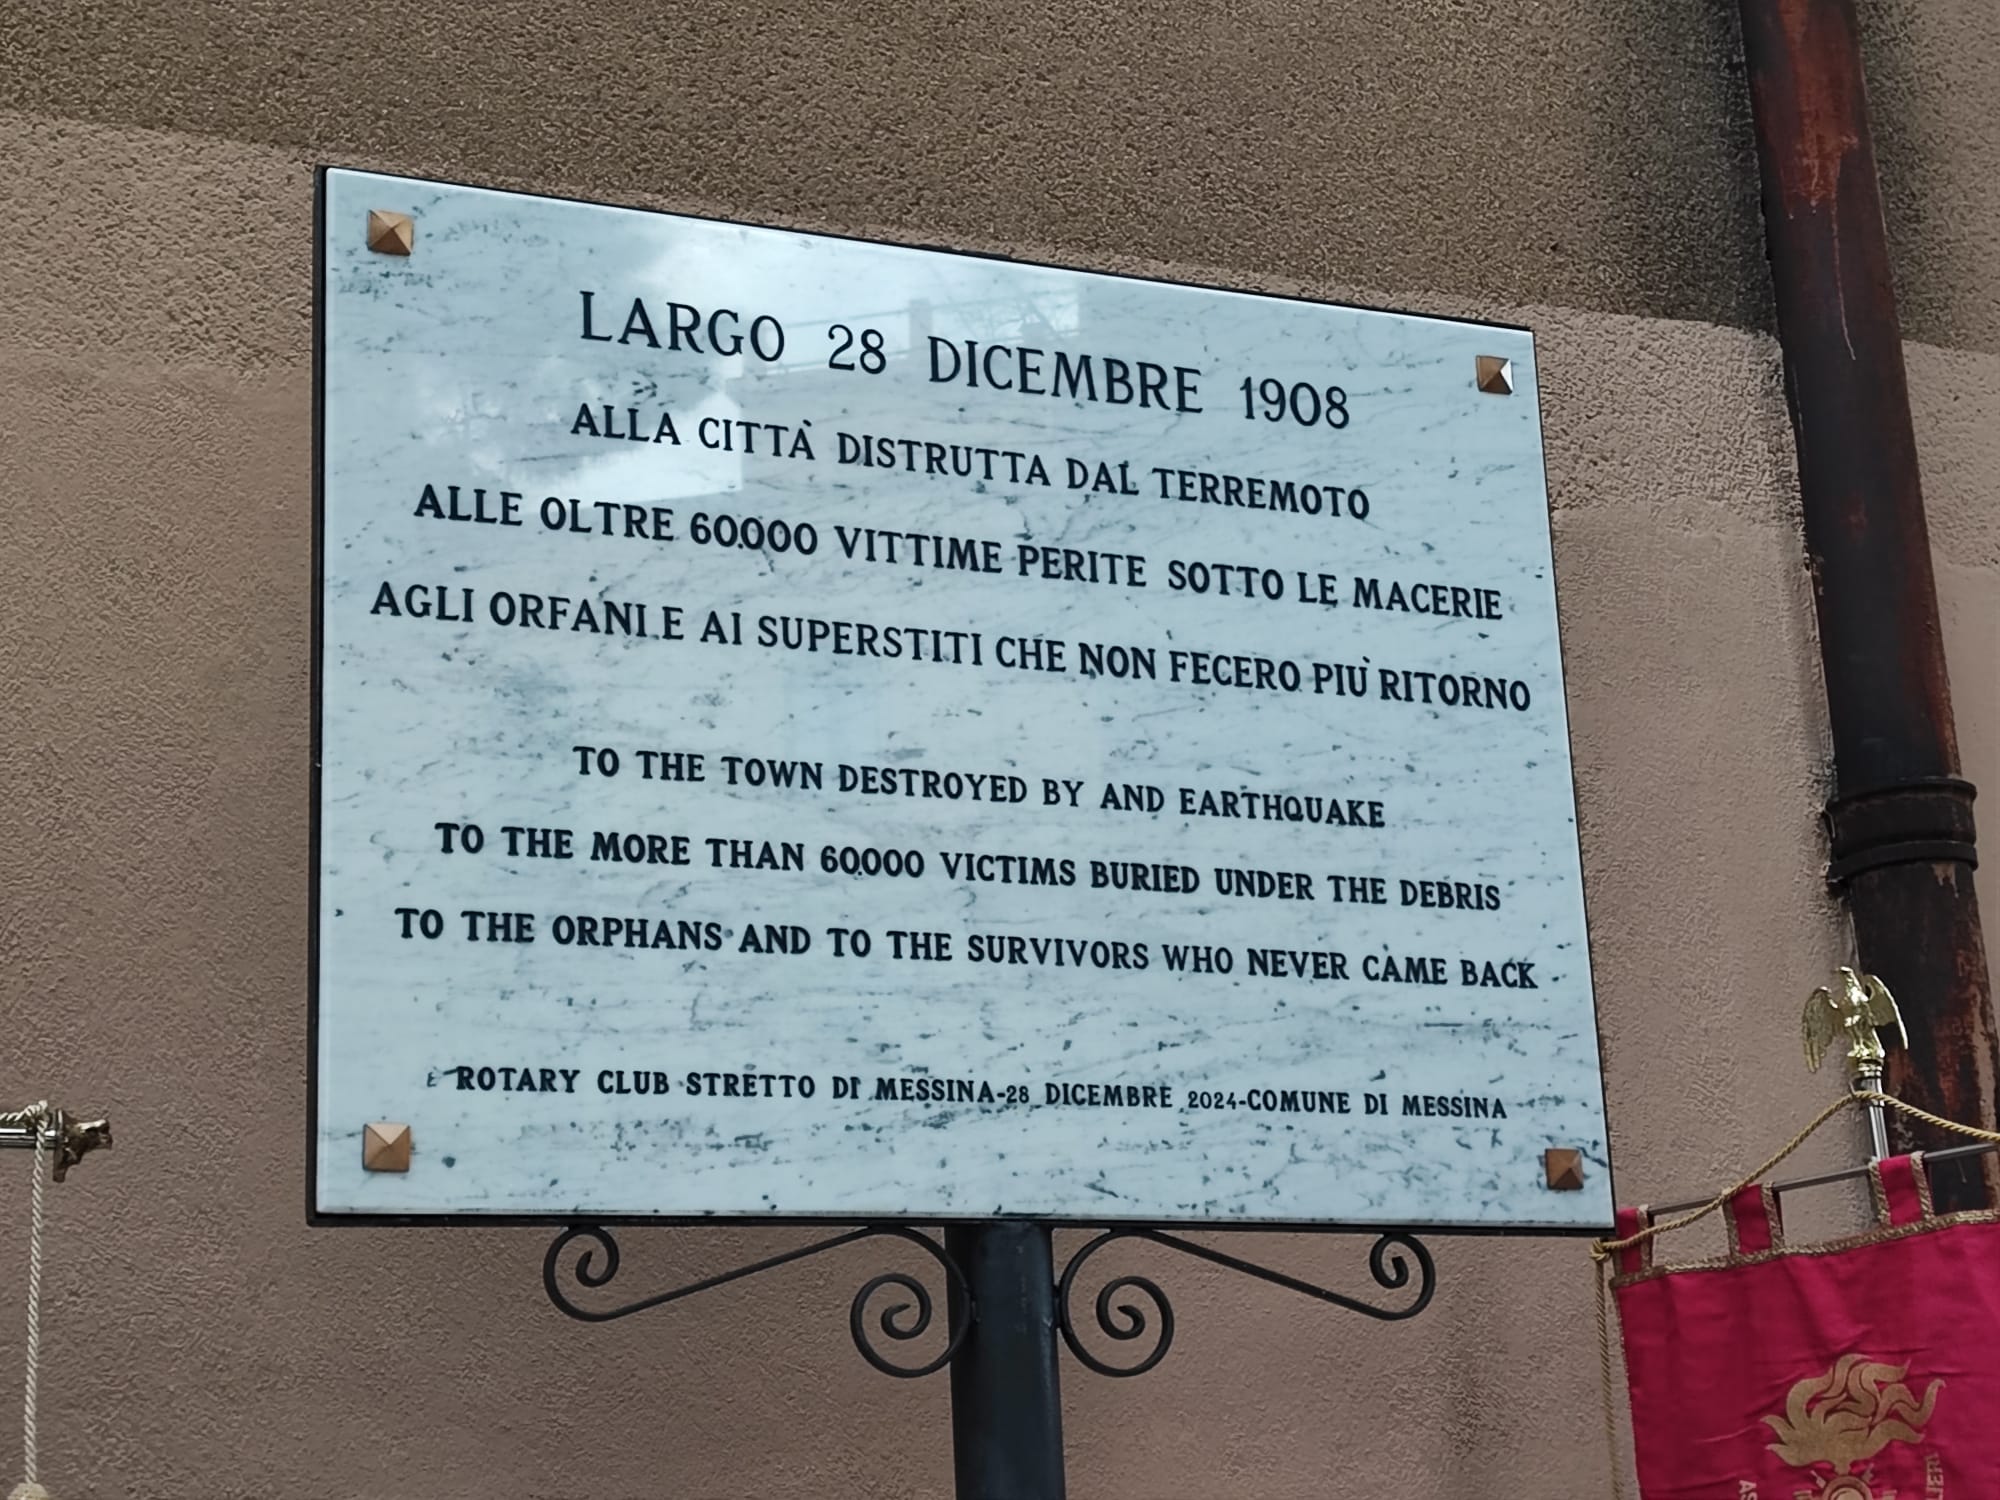 LARGO 28 DICEMBRE 1908
ALLA CITTÀ DISTRUTTA DAL TERREMOTO
ALLE OLTRE 60.000 VITTIME PERITE SOTTO LE MACERIE
AGLI ORFANI E AI SUPERSTITI CHE NON FECERO PIÙ RITORNO
TO THE TOWN DESTROYED BY AND EARTHQUAKE
TO THE MORE THAN 60.000 VICTIMS BURIED UNDER THE DEBRIS
TO THE ORPHANS AND TO THE SURVIVORS WHO NEVER CAME BACK
ROTARY CLUB STRETTO DI MESSINA-28 DICEMBRE 2024-COMUNE DI MESSINA